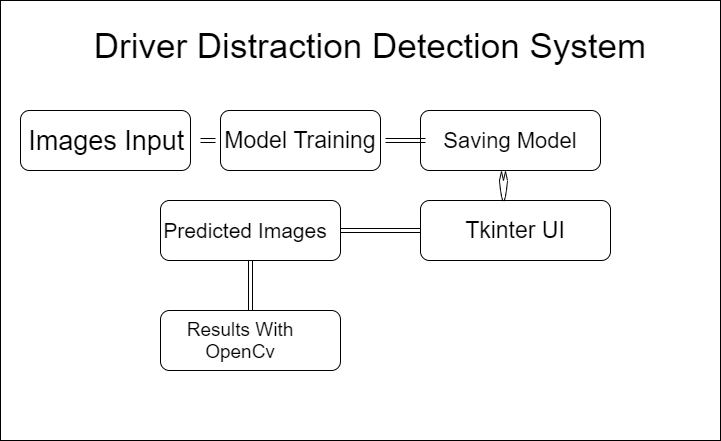 Driver Distraction Detection System
Images Input
Model Training
Saving Model
Predicted Images
Tkinter UI
Results With
OpenCv